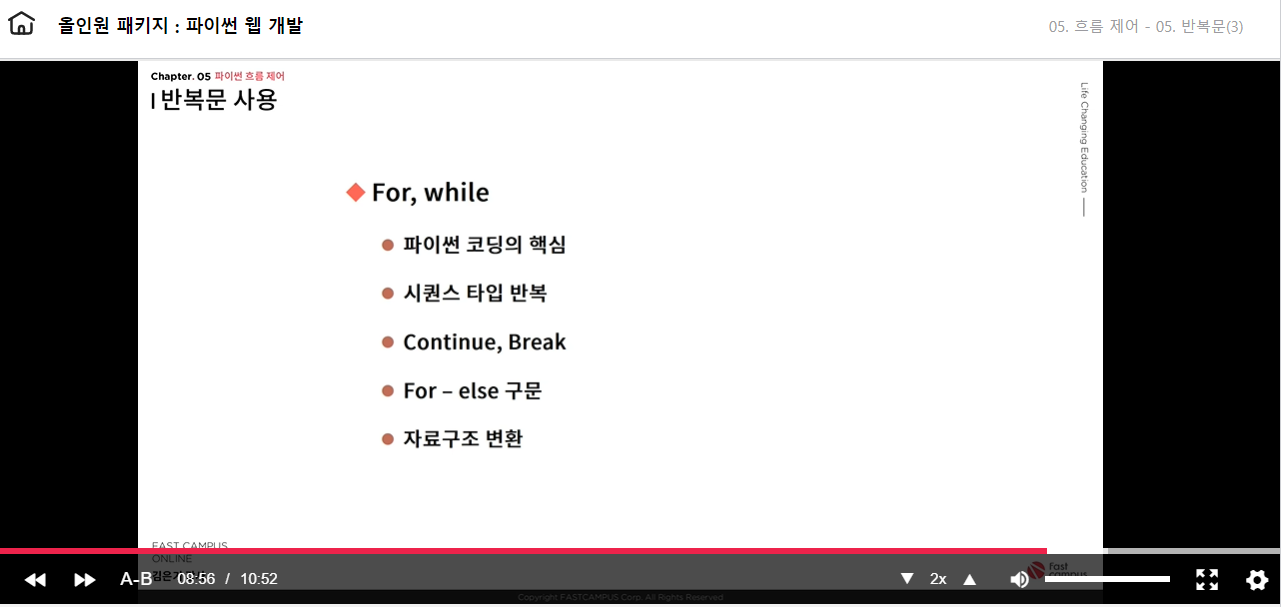 올인원 패키지 : 파이썬 웹 개발
05. 흐름 제어 - 05. 반복문(3)
Chapter. 05 파이썬 흐름 제어
반복문 사용
Life Changing Education
For, while
파이썬 코딩의 핵심
시퀀스 타입 반복
Continue, Break
For – else 구문
자료구조 변환
FAST CAMPUS
ONLINE
A-B
08:56 / 10:52
2x
Fast campus
Copyright FASTCAMPUS Corp. All Rights Reserved